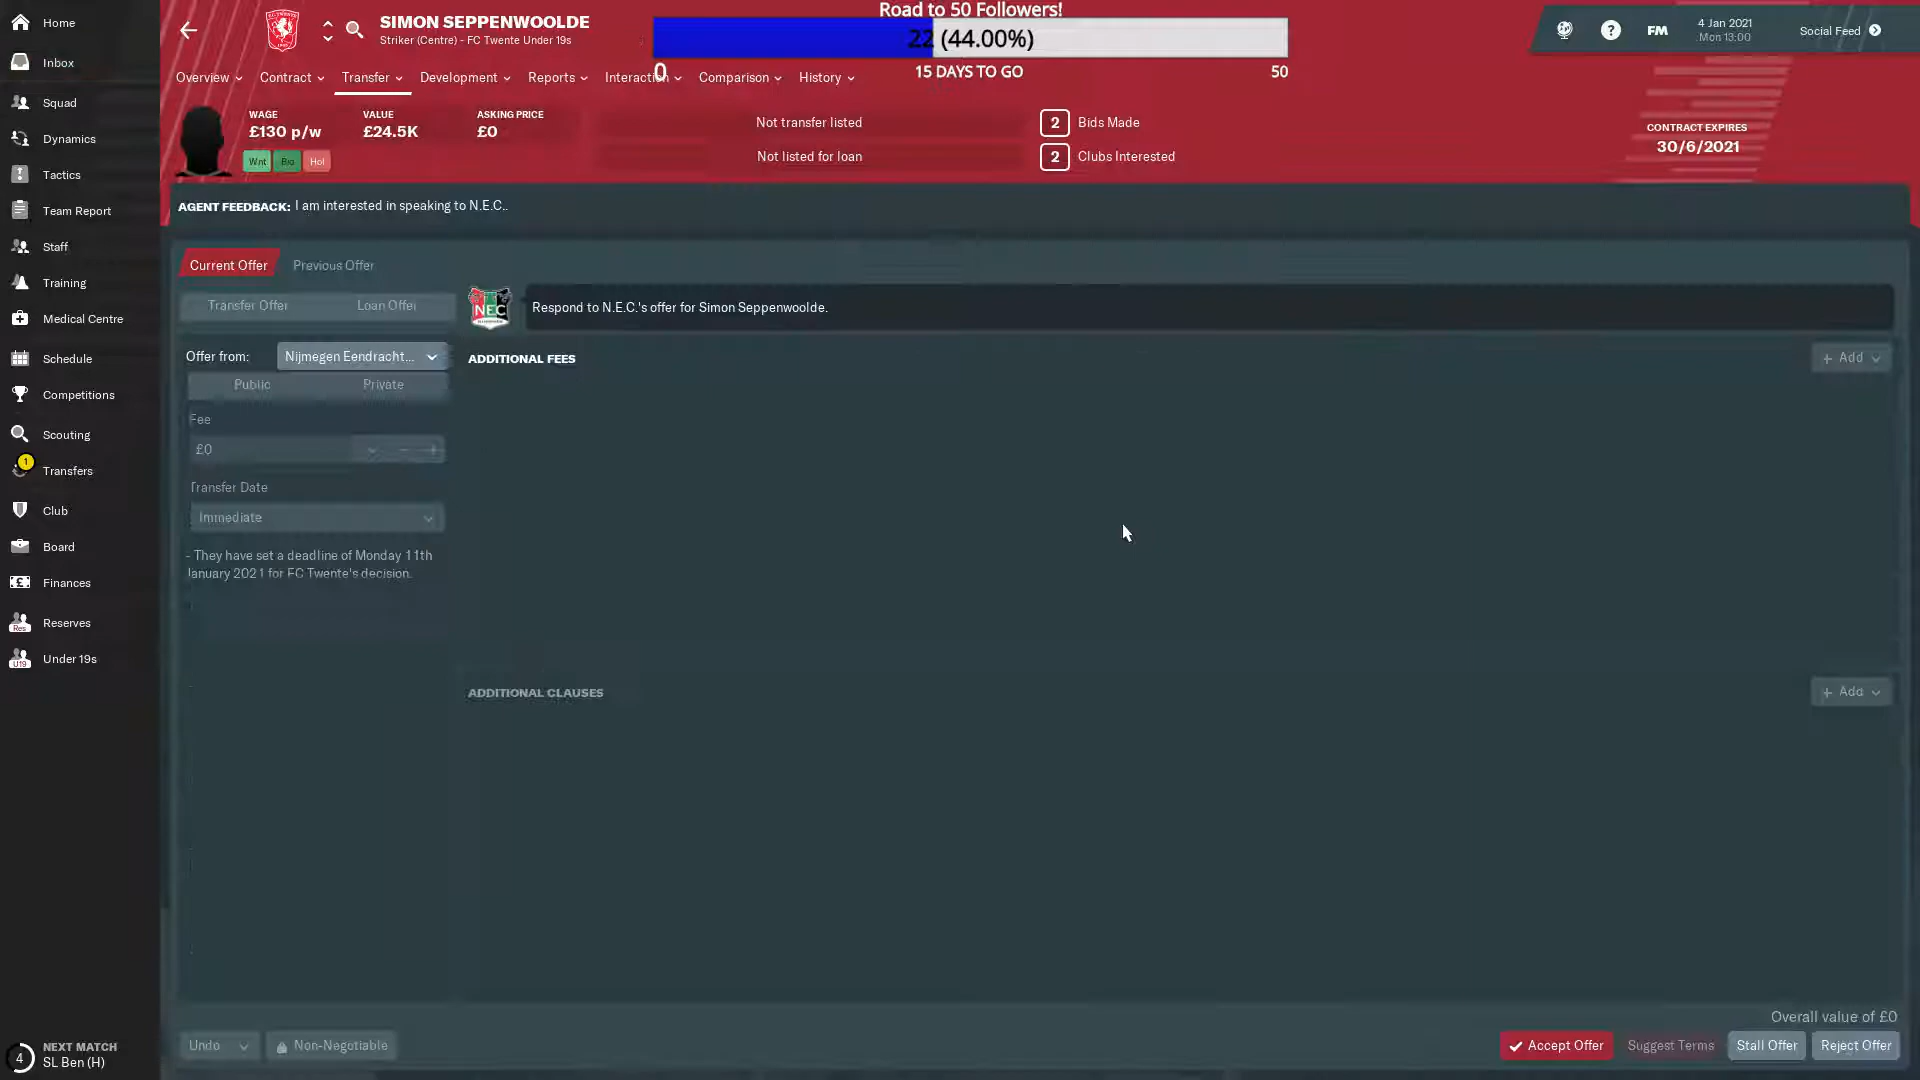 Home
Inbox
Squad
Dynamics
Tactics
Team Report
Staff
Training
Medical Centre
Schedule
Competitions
Scouting
1
Transfers
Club
Board
Finances
Res
Reserves
U19
Under 19s
4
NEXT MATCH
SL Ben (H)
SIMON SEPPENWOOLDE
Striker (Centre) - FC Twente Under 19s
Road to 50 Followers!
22 (44.00%)
0
15 DAYS TO GO
50
FM
4 Jan 2021
Mon 13:00
Social Feed
Overview
Contract
Transfer
Development
Reports
Interaction
Comparison
History
WAGE
£130 p/w
VALUE
£24.5K
ASKING PRICE
£0
Wnt
Bro
Hol
Not transfer listed
Not listed for loan
2 Bids Made
2 Clubs Interested
CONTRACT EXPIRES
30/6/2021
AGENT FEEDBACK: I am interested in speaking to N.E.C..
Current Offer
Previous Offer
Transfer Offer
Loan Offer
NEC
Respond to N.E.C.'s offer for Simon Seppenwoolde.
Offer from:
Nijmegen Eendracht...
Public
Private
Fee
£0
Transfer Date
Immediate
- They have set a deadline of Monday 11th
January 2021 for FC Twente's decision.
ADDITIONAL FEES
+ Add
ADDITIONAL CLAUSES
+ Add
Overall value of £0
Undo
Non-Negotiable
Accept Offer
Suggest Terms
Stall Offer
Reject Offer